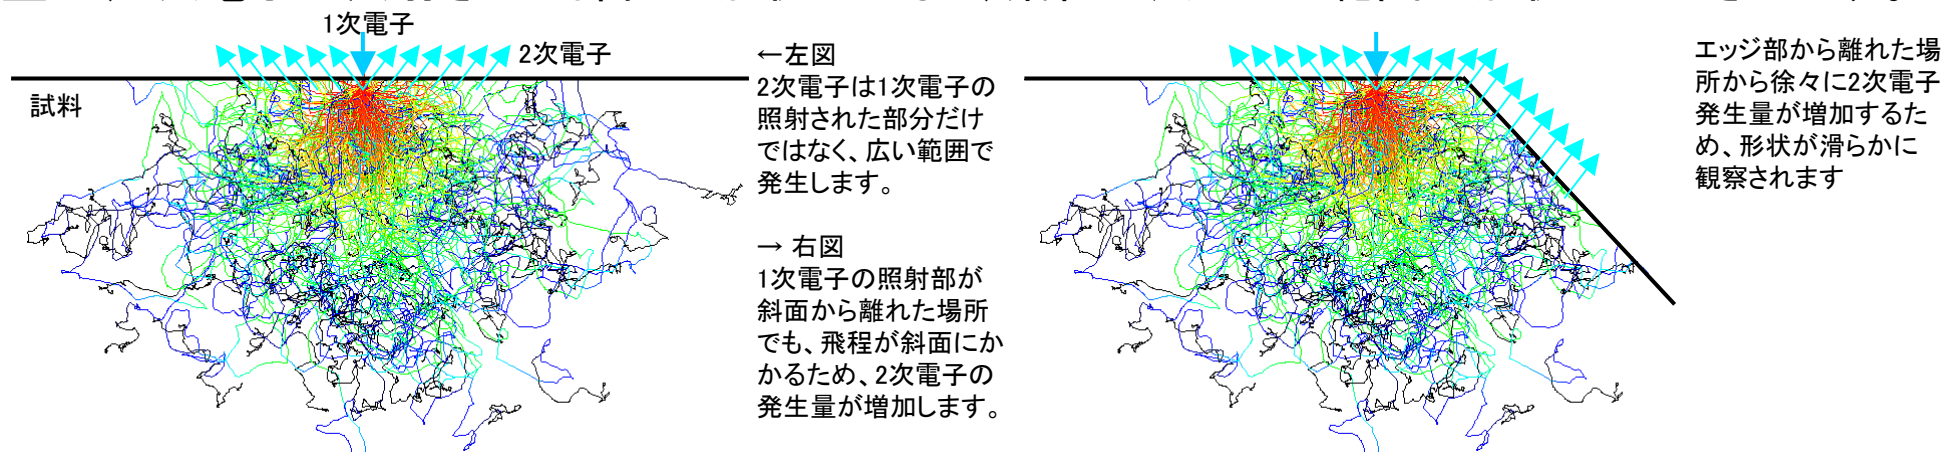 1次電子
2次電子
試料
←左図
2次電子は1次電子の
照射された部分だけ
ではなく、広い範囲で
発生します。
→ 右図
1次電子の照射部が
斜面から離れた場所
でも、飛程が斜面にか
かるため、2次電子の
発生量が増加します。
エッジ部から離れた場
所から徐々に2次電子
発生量が増加するた
め、形状が滑らかに
観察されます